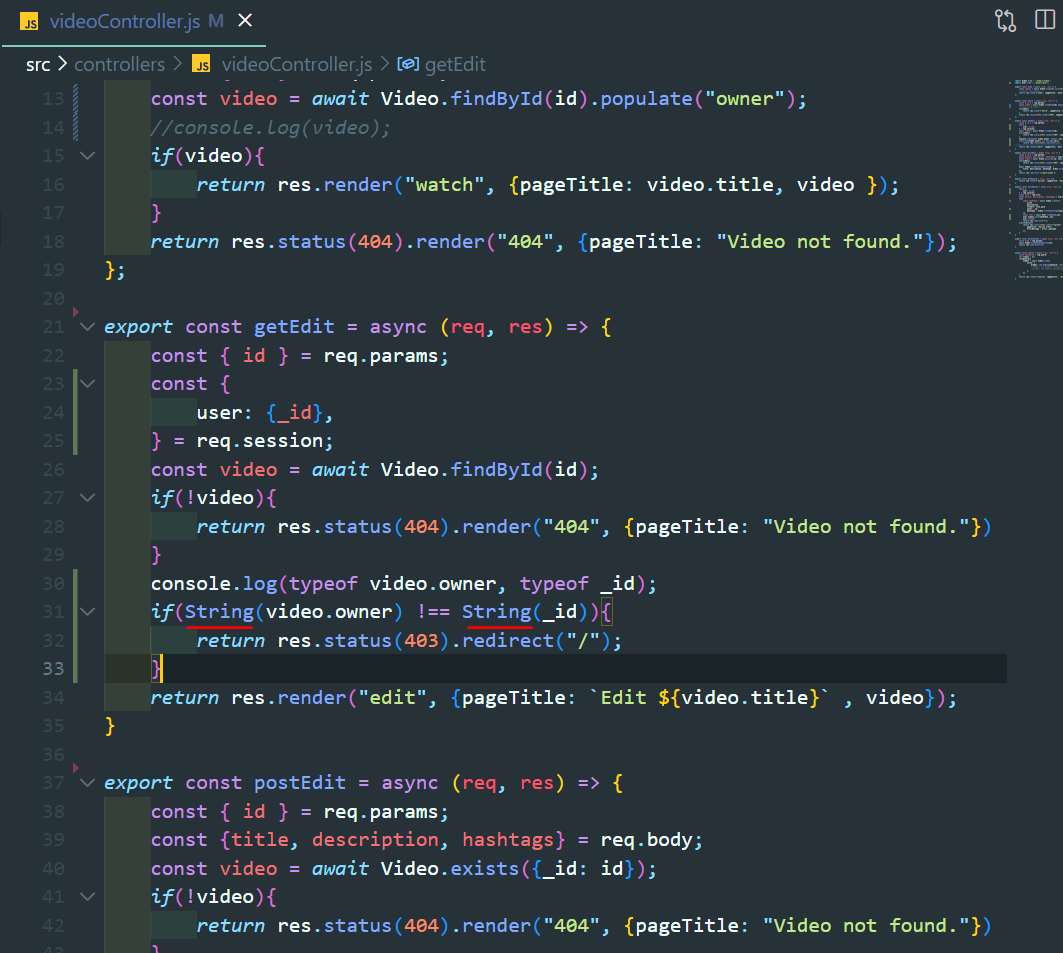 JS videoController.js M ×
src > controllers > JS videoController.js > getEdit
13 const video = await Video.findById(id).populate("owner");
14 //console.log(video);
15 if(video){
16 return res.render("watch", {pageTitle: video.title, video });
17 }
18 return res.status(404).render("404", {pageTitle: "Video not found."});
19 };
20
21 export const getEdit = async (req, res) => {
22 const { id } = req.params;
23 const {
24 user: {_id},
25 } = req.session;
26 const video = await Video.findById(id);
27 if(!video){
28 return res.status(404).render("404", {pageTitle: "Video not found."})
29 }
30 console.log(typeof video.owner, typeof _id);
31 if(String(video.owner) !== String(_id)){
32 return res.status(403).redirect("/");
33 }
34 return res.render("edit", {pageTitle: `Edit ${video.title}` , video});
35 }
36
37 export const postEdit = async (req, res) => {
38 const { id } = req.params;
39 const {title, description, hashtags} = req.body;
40 const video = await Video.exists({_id: id});
41 if(!video){
42 return res.status(404).render("404", {pageTitle: "Video not found."})
43 }